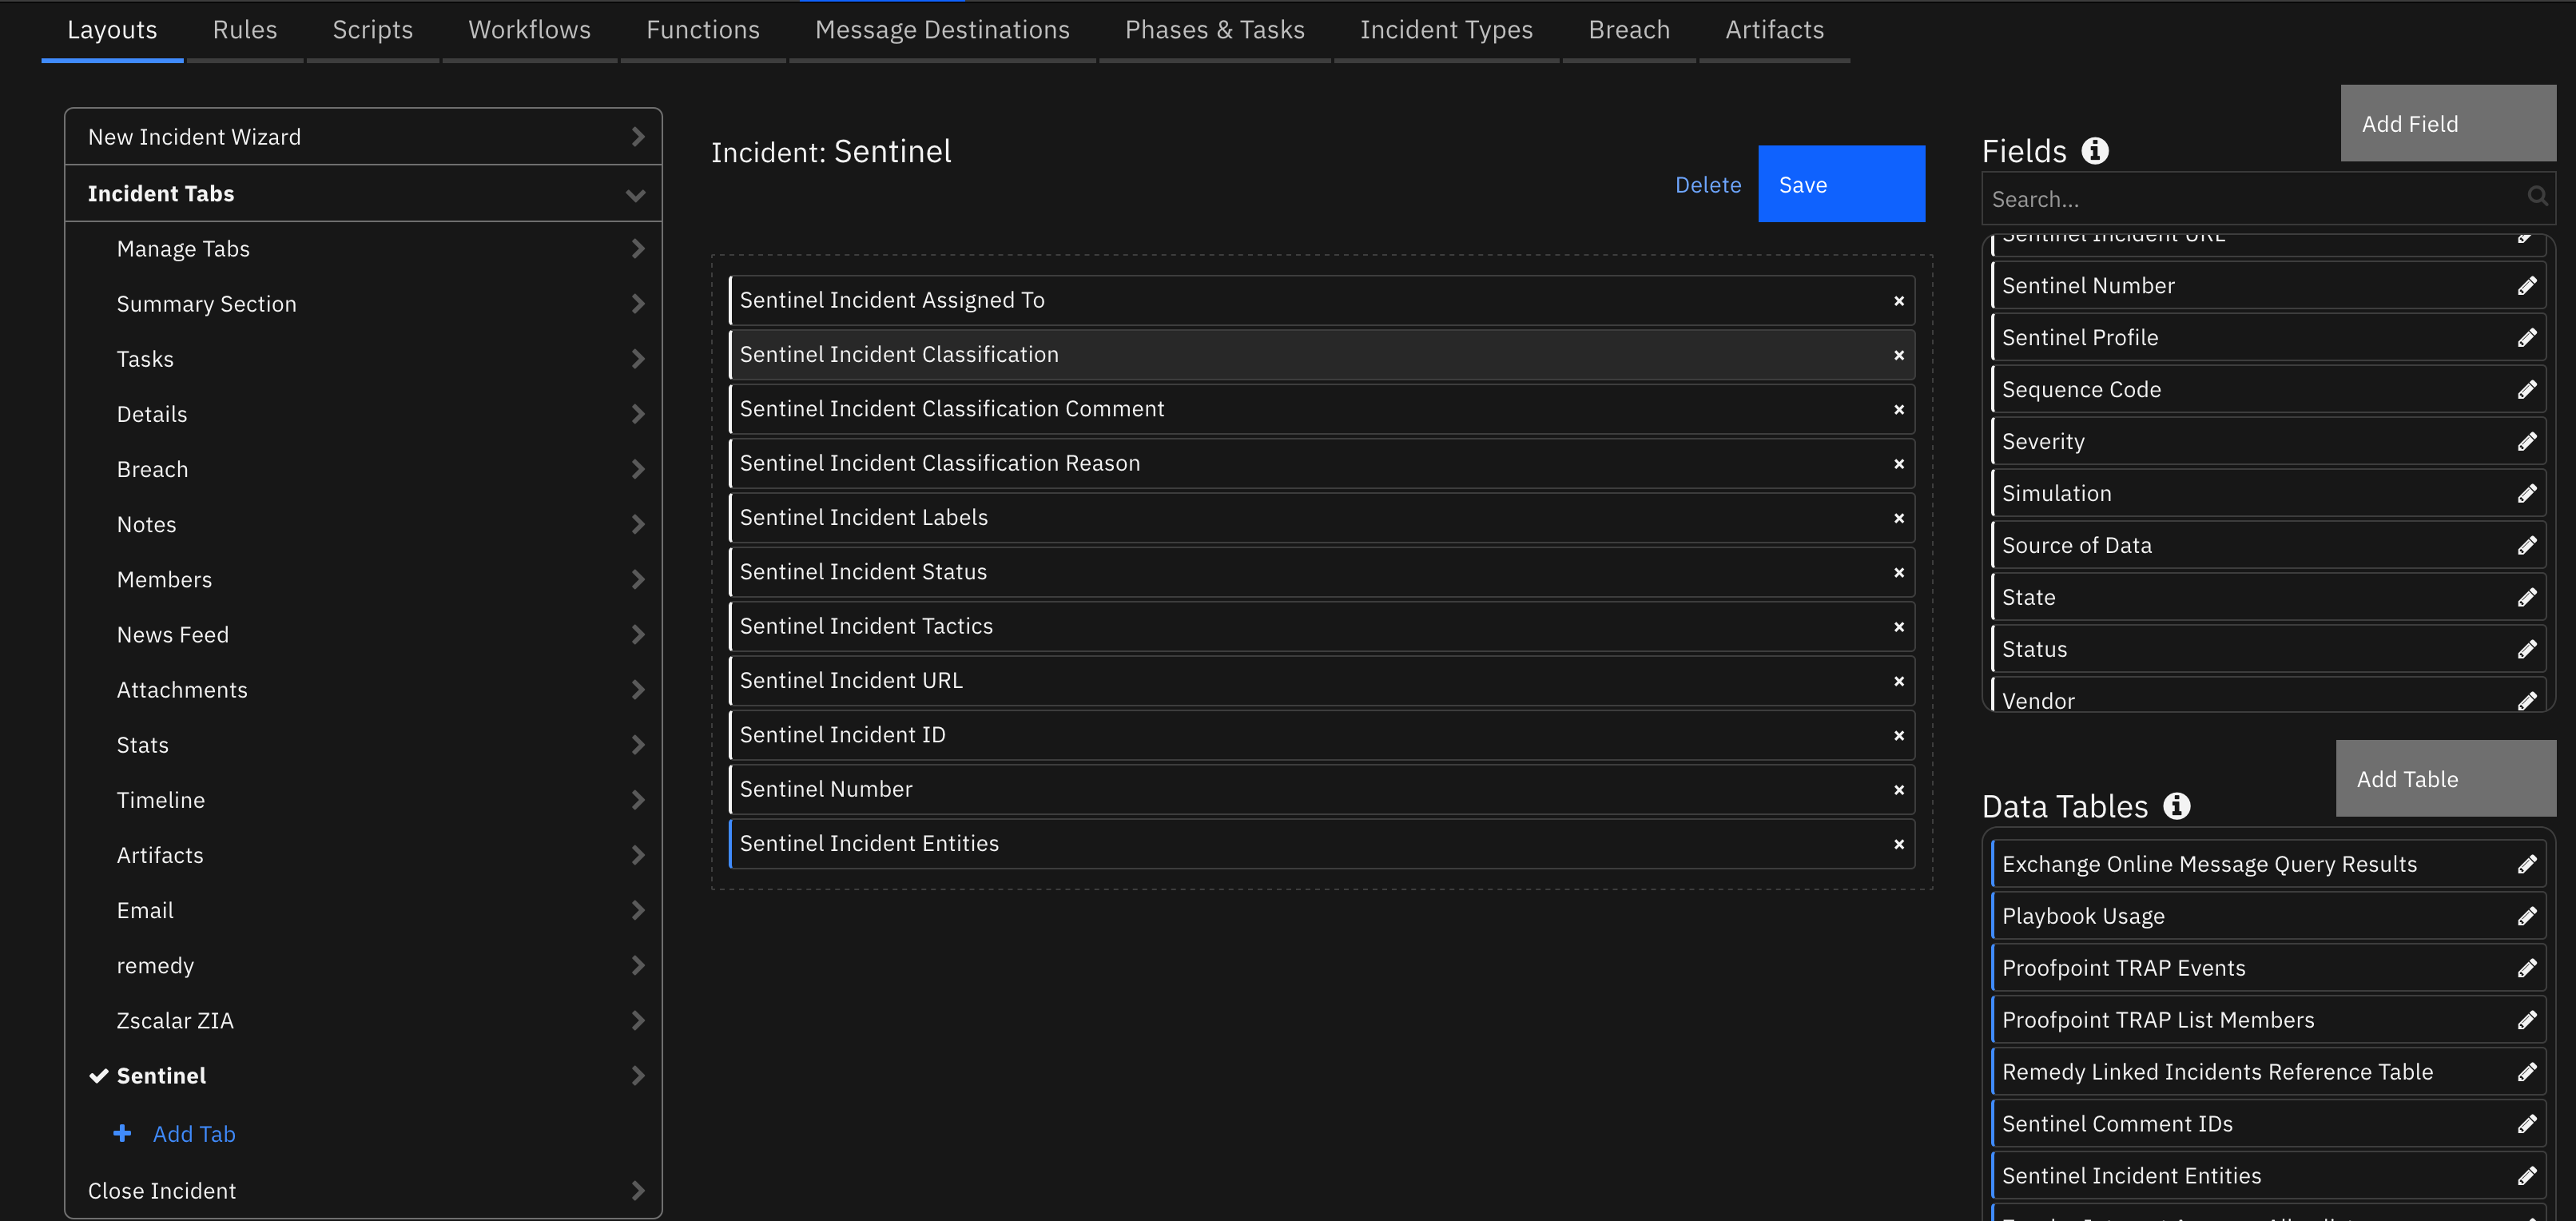 Layouts
Rules
Scripts
Workflows
Functions
Message Destinations
Phases & Tasks
Incident Types
Breach
Artifacts
New Incident Wizard
Incident Tabs
Manage Tabs
Summary Section
Tasks
Details
Breach
Notes
Members
News Feed
Attachments
Stats
Timeline
Artifacts
Email
remedy
Zscalar ZIA
Sentinel
Add Tab
Close Incident
Incident: Sentinel
Delete
Save
Sentinel Incident Assigned To
Sentinel Incident Classification
Sentinel Incident Classification Comment
Sentinel Incident Classification Reason
Sentinel Incident Labels
Sentinel Incident Status
Sentinel Incident Tactics
Sentinel Incident URL
Sentinel Incident ID
Sentinel Number
Sentinel Incident Entities
Add Field
Fields
Search...
Sentinel Incident URL
Sentinel Number
Sentinel Profile
Sequence Code
Severity
Simulation
Source of Data
State
Status
Vendor
Add Table
Data Tables
Exchange Online Message Query Results
Playbook Usage
Proofpoint TRAP Events
Proofpoint TRAP List Members
Remedy Linked Incidents Reference Table
Sentinel Comment IDs
Sentinel Incident Entities